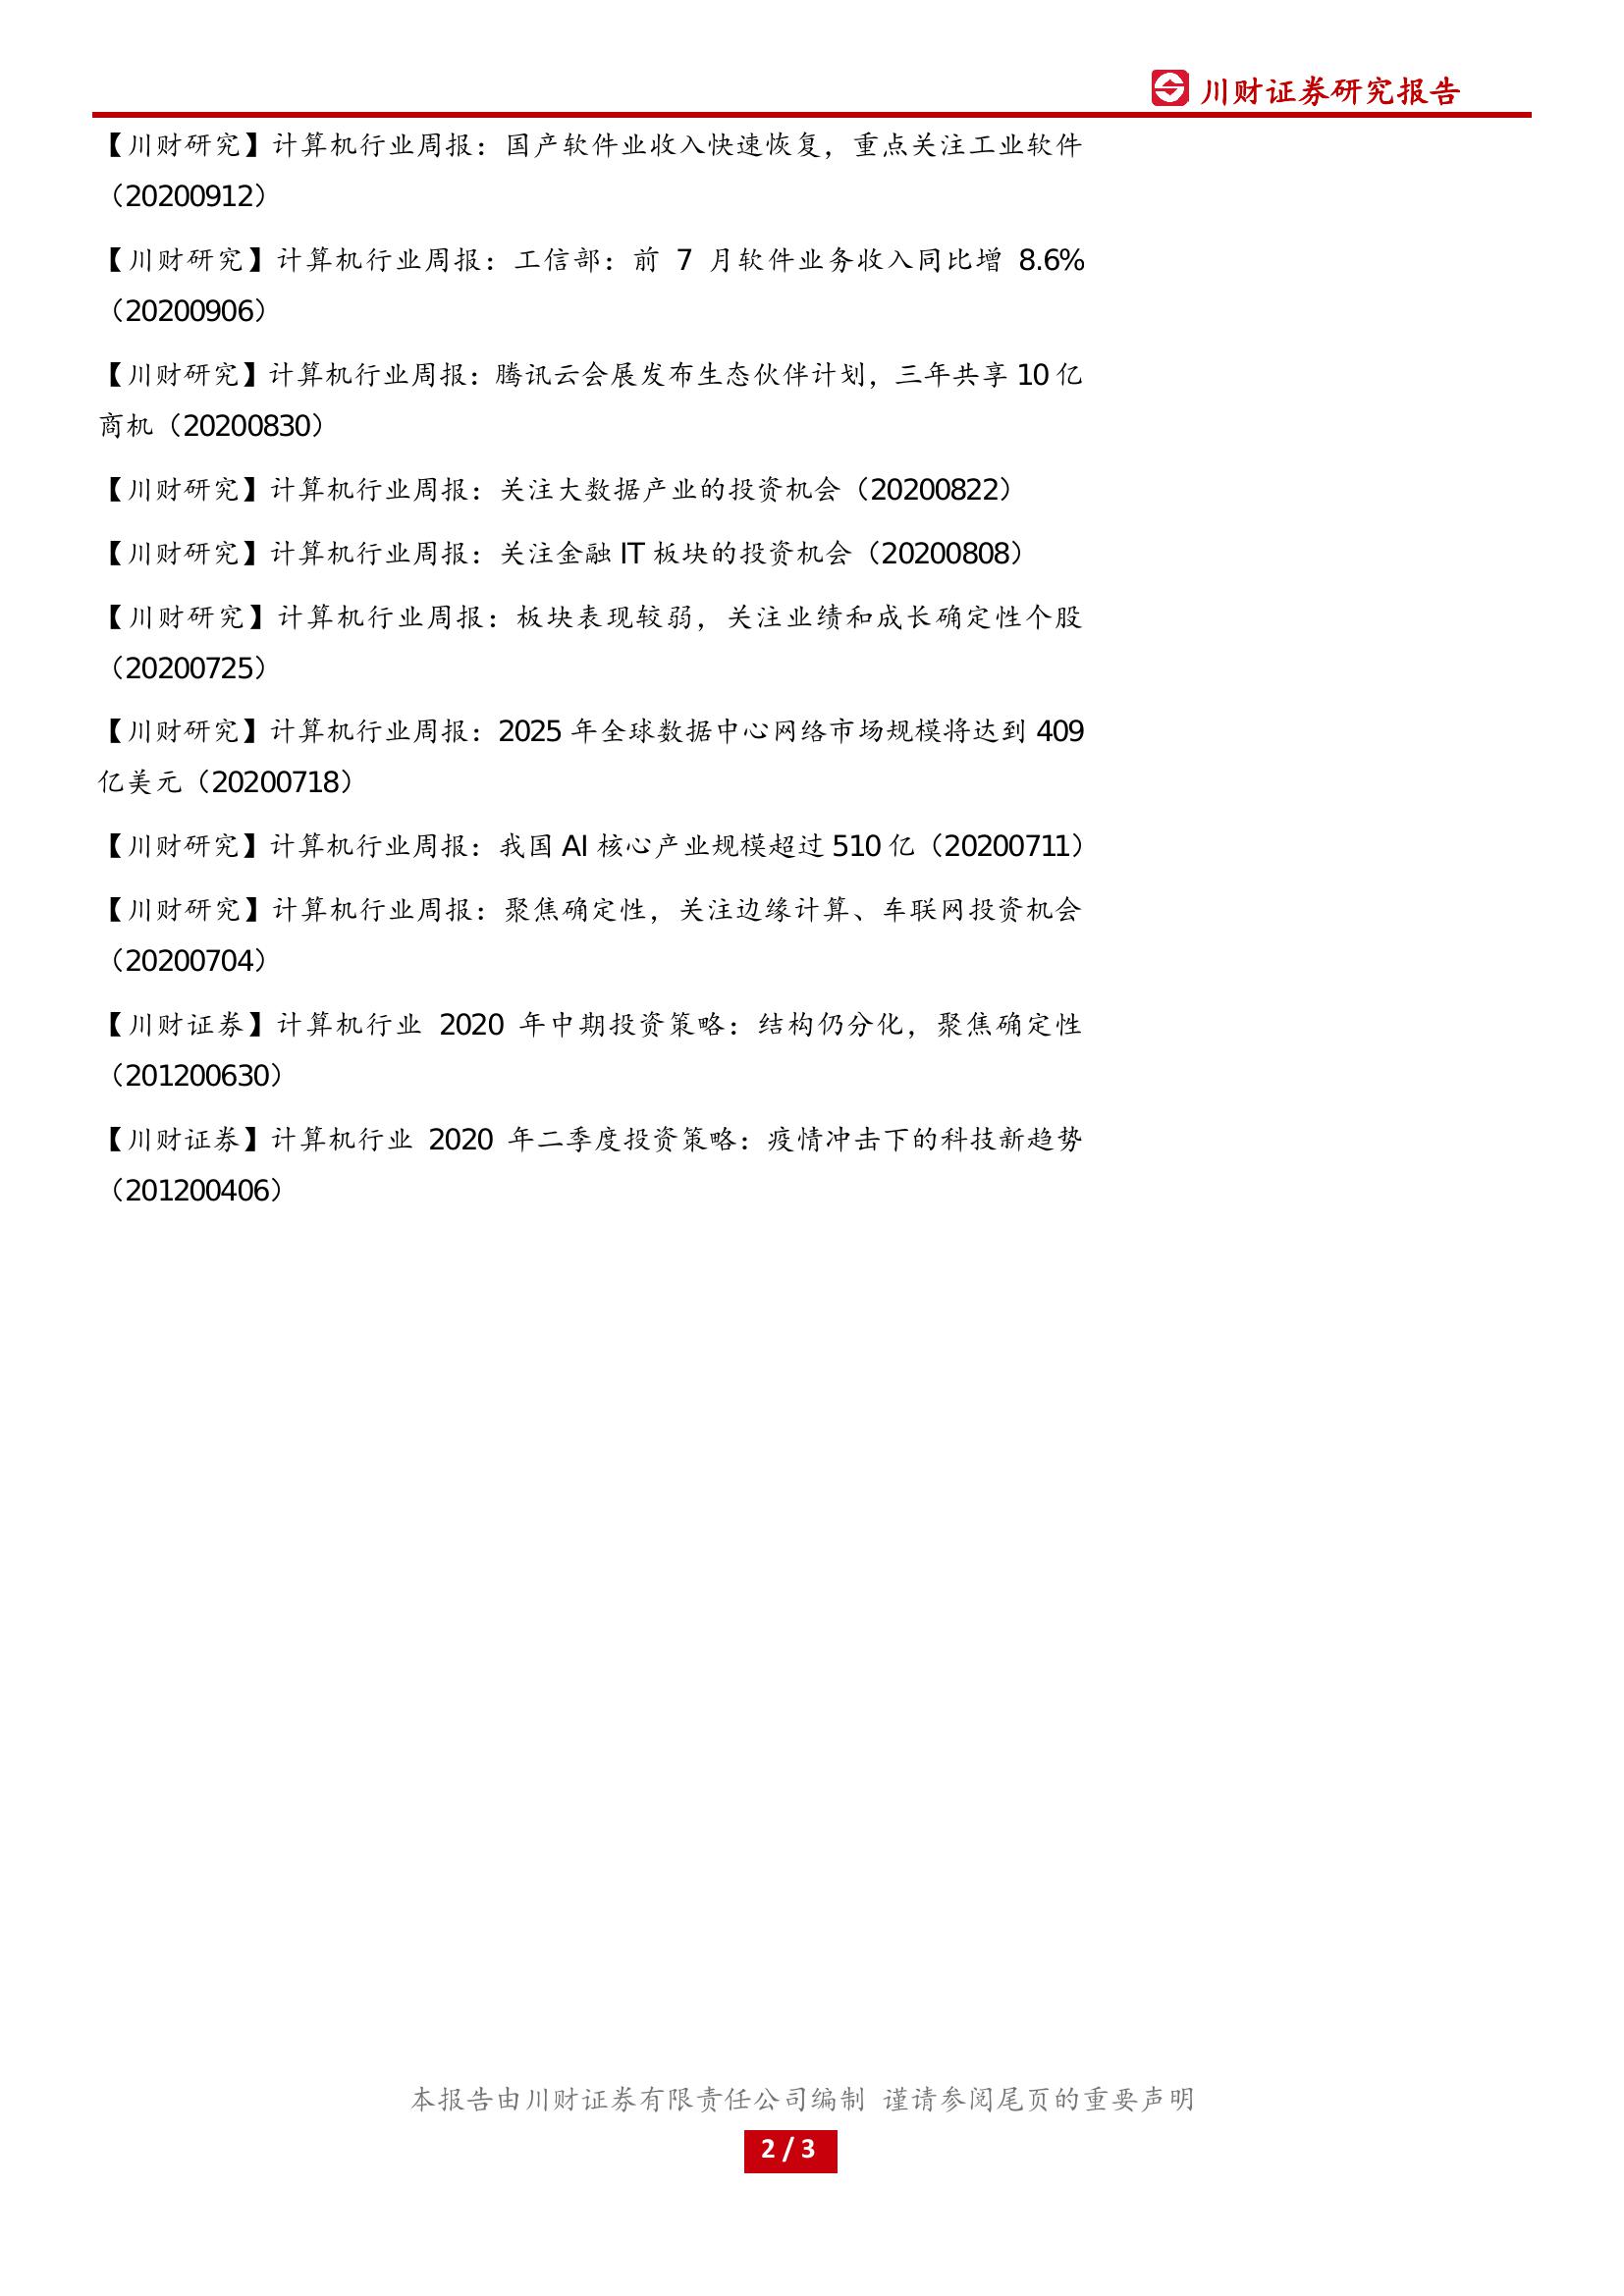 川财证券研究报告
【川财研究】计算机行业周报：国产软件业收入快速恢复，重点关注工业软件
（20200912）
【川财研究】计算机行业周报：工信部：前 7 月软件业务收入同比增 8.6%
（20200906）
【川财研究】计算机行业周报：腾讯云会展发布生态伙伴计划，三年共享 10 亿
商机（20200830）
【川财研究】计算机行业周报：关注大数据产业的投资机会（20200822）
【川财研究】计算机行业周报：关注金融 IT 板块的投资机会（20200808）
【川财研究】计算机行业周报：板块表现较弱，关注业绩和成长确定性个股
（20200725）
【川财研究】计算机行业周报：2025 年全球数据中心网络市场规模将达到 409
亿美元（20200718）
【川财研究】计算机行业周报：我国 AI 核心产业规模超过 510 亿（20200711）
【川财研究】计算机行业周报：聚焦确定性，关注边缘计算、车联网投资机会
（20200704）
【川财证券】计算机行业 2020 年中期投资策略：结构仍分化，聚焦确定性
（201200630）
【川财证券】计算机行业 2020 年二季度投资策略：疫情冲击下的科技新趋势
（201200406）
本报告由川财证券有限责任公司编制 谨请参阅尾页的重要声明
2 / 3